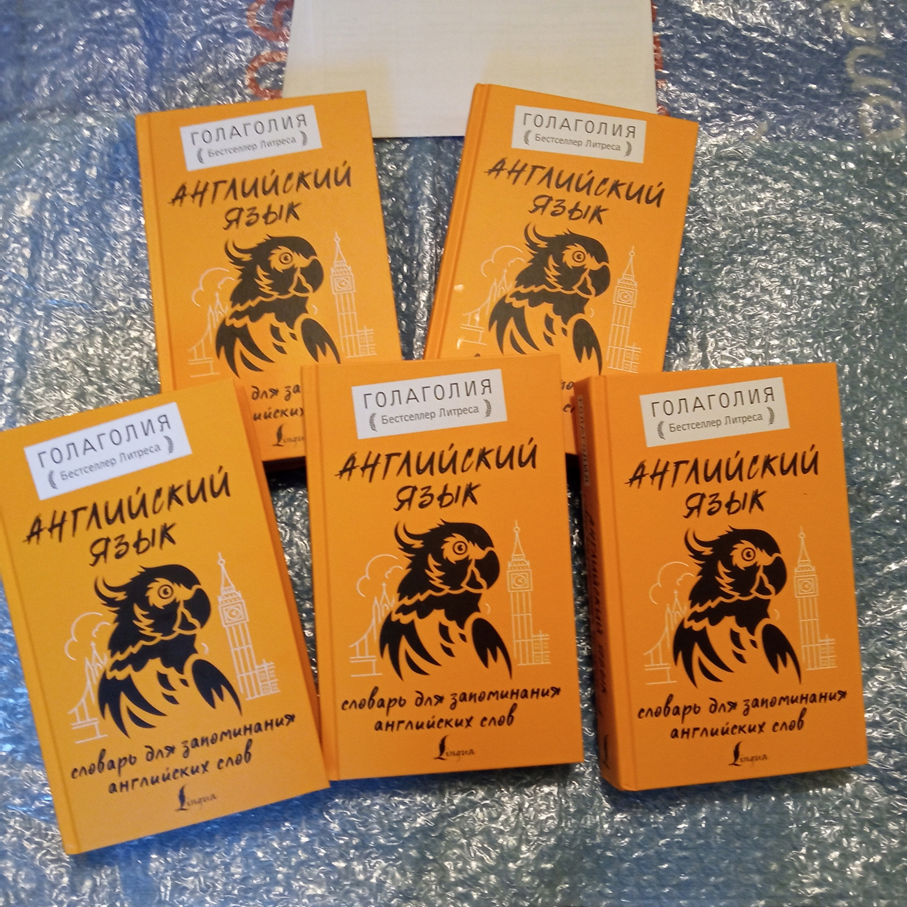 ГОЛАГОЛИЯ
Бестселлер Литреса
АНГЛИЙСКИЙ
ЯЗЫК
для
Lingua
ГОЛАГОЛИЯ
Бестселлер Литреса
АНГЛИЙСКИЙ
ЯЗЫК
ГОЛАГОЛИЯ
Бестселлер Литреса
АНГЛИЙСКИЙ
ЯЗЫК
словарь для запоминания
английских слов
Lingua
ГОЛАГОЛИЯ
Бестселлер Литреса
АНГЛИЙСКИЙ
ЯЗЫК
словарь для запоминания
английских слов
Lingua
ГОЛАГОЛИЯ
Бестселлер Литреса
АНГЛИЙСКИЙ
ЯЗЫК
словарь для запоминания
английских слов
Lingua